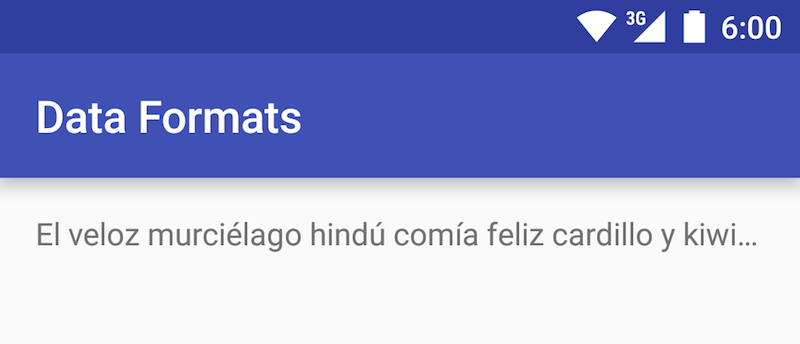 3G 6:00
Data Formats
El veloz murciélago hindú comía feliz cardillo y kiwi…